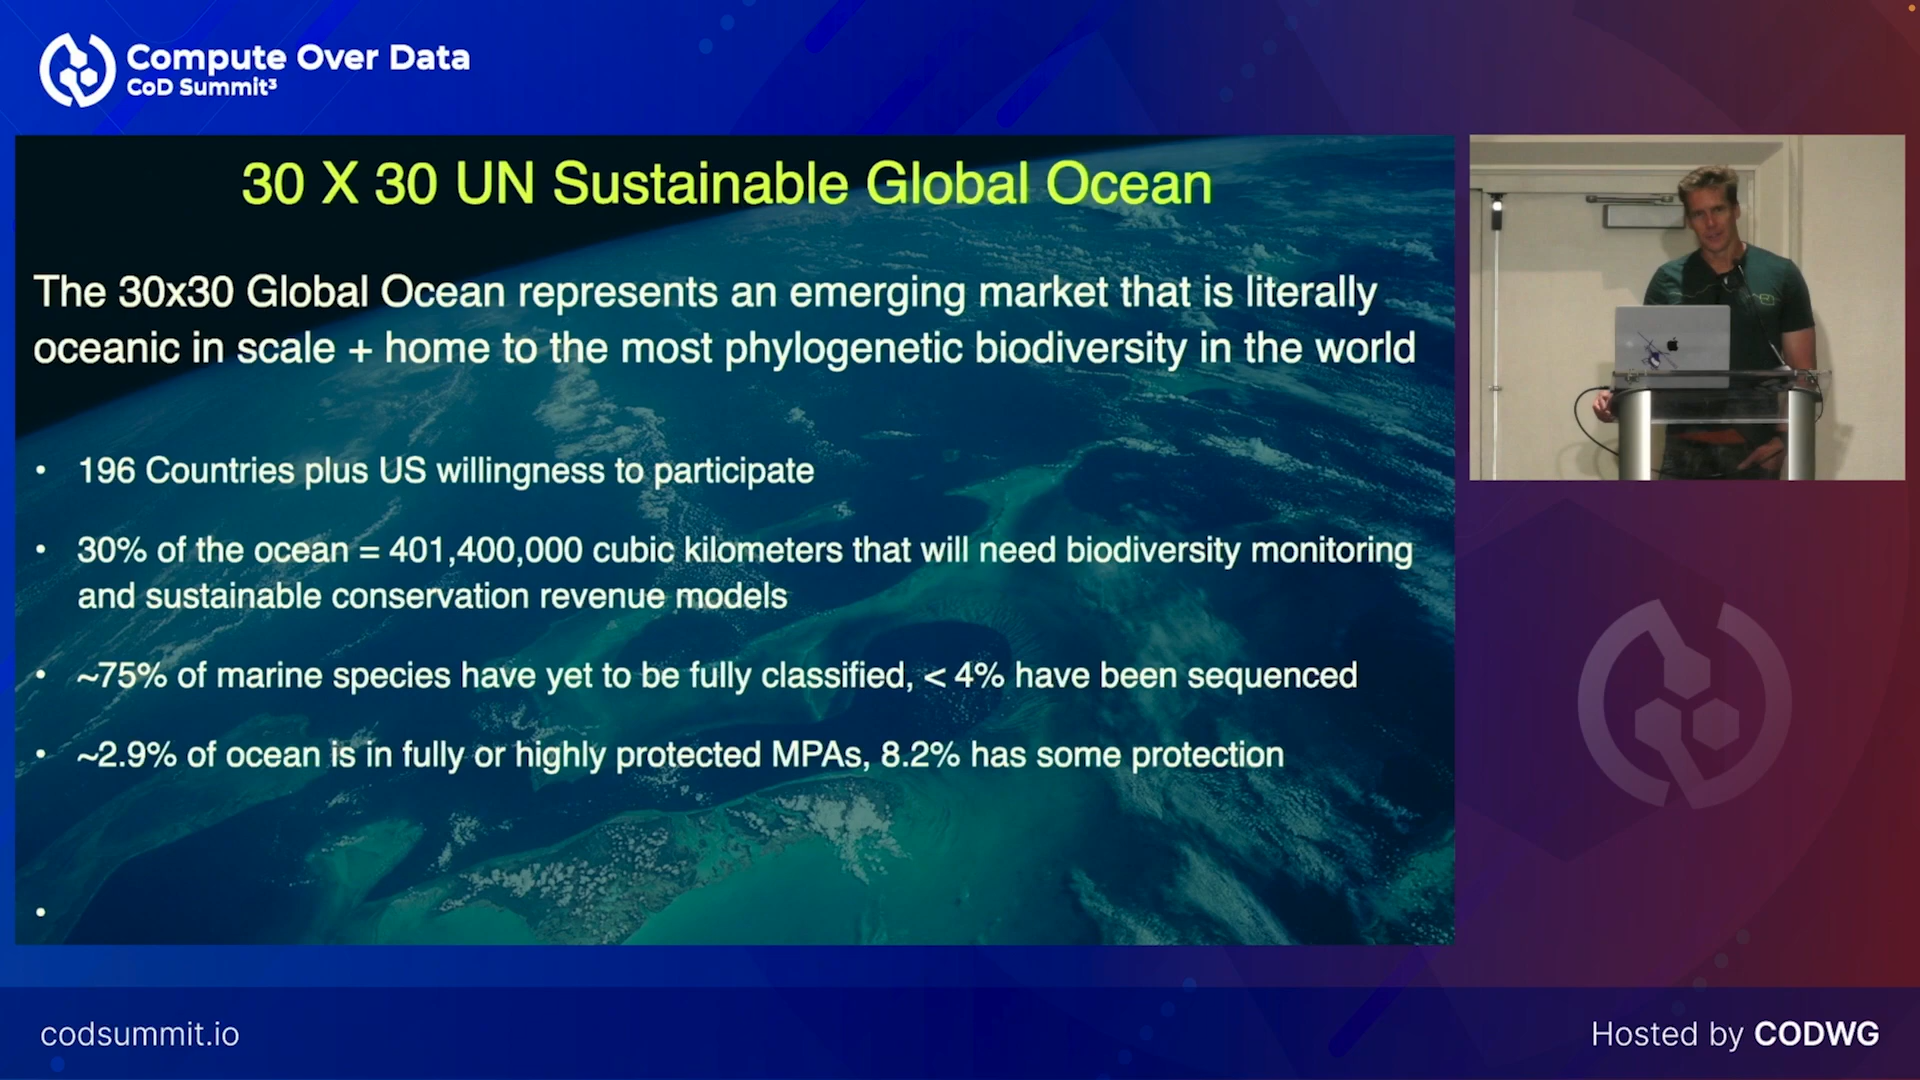 Compute Over Data
CoD Summit³
30 X 30 UN Sustainable Global Ocean
The 30x30 Global Ocean represents an emerging market that is literally
oceanic in scale + home to the most phylogenetic biodiversity in the world
• 196 Countries plus US willingness to participate
• 30% of the ocean = 401,400,000 cubic kilometers that will need biodiversity monitoring
and sustainable conservation revenue models
• ~75% of marine species have yet to be fully classified, < 4% have been sequenced
• ~2.9% of ocean is in fully or highly protected MPAs, 8.2% has some protection
•
codsummit.io
Hosted by CODWG